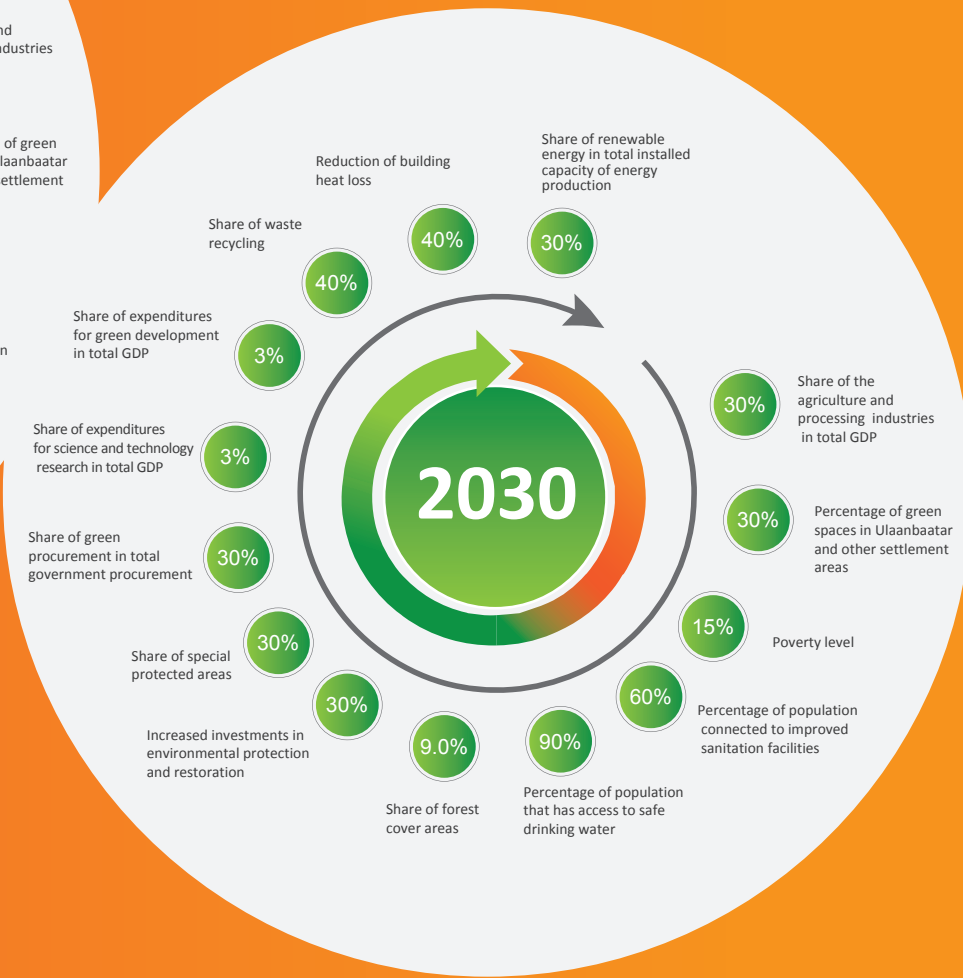 nd
ndustries
of green
laanbaatar
settlement
n
Reduction of building
heat loss
40%
Share of renewable
energy in total installed
capacity of energy
production
30%
Share of waste
recycling
40%
Share of expenditures
for green development
in total GDP
3%
Share of expenditures
for science and technology
research in total GDP
3%
Share of green
procurement in total
government procurement
30%
Share of special
protected areas
30%
Increased investments in
environmental protection
and restoration
30%
Share of forest
cover areas
9.0%
Percentage of population
that has access to safe
drinking water
90%
Percentage of population
connected to improved
sanitation facilities
60%
Poverty level
15%
Percentage of green
spaces in Ulaanbaatar
and other settlement
areas
30%
Share of the
agriculture and
processing industries
in total GDP
30%
2030